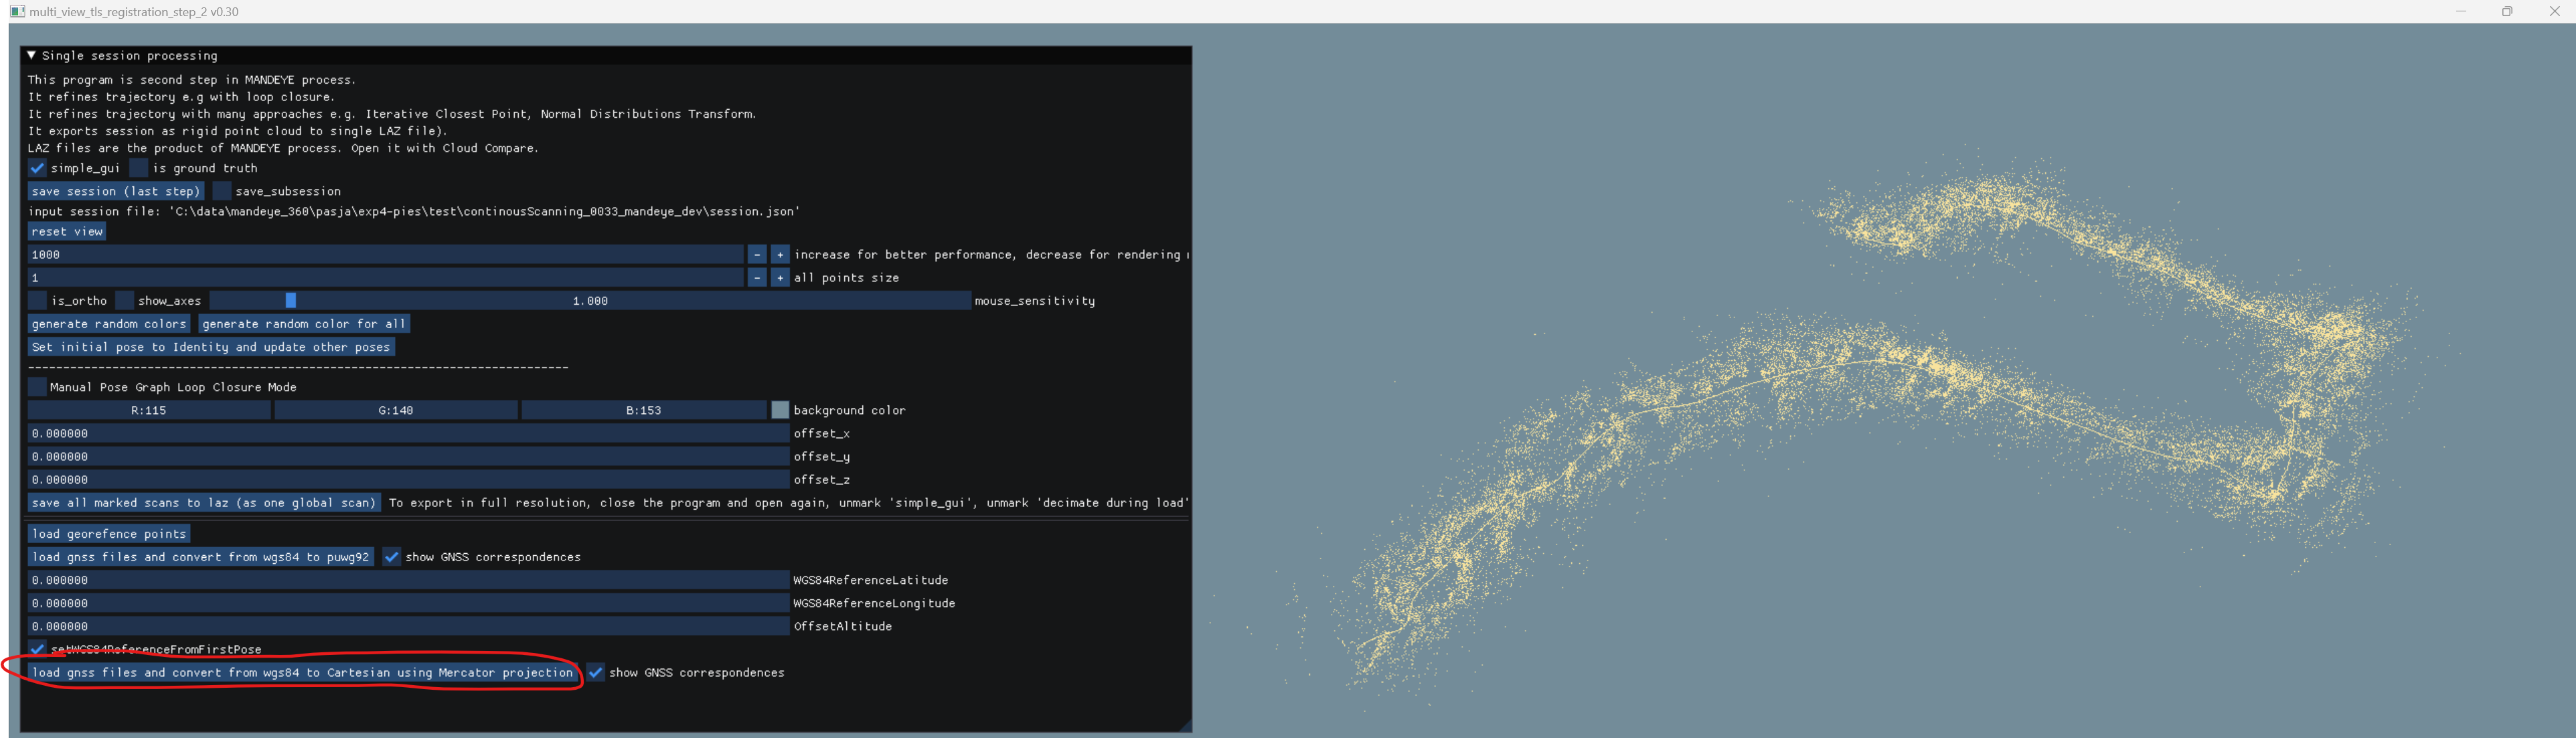 multi_view_tls_registration_step_2 v0.30
▼ Single session processing
This program is second step in MANDEYE process.
It refines trajectory e.g with loop closure.
It refines trajectory with many approaches e.g. Iterative Closest Point, Normal Distributions Transform.
It exports session as rigid point cloud to single LAZ file).
LAZ files are the product of MANDEYE process. Open it with Cloud Compare.
simple_gui is ground truth
save session (last step) save_subsession
input session file: 'C:\data\mandeye_360\pasja\exp4-pies\test\continousScanning_0033_mandeye_dev\session.json'
reset view
1000 - + increase for better performance, decrease for rendering
1 - + all points size
is_ortho show_axes 1.000 mouse_sensitivity
generate random colors generate random color for all
Set initial pose to Identity and update other poses
-----------------------------------------------------------------------------
Manual Pose Graph Loop Closure Mode
R:115 G:140 B:153 background color
0.000000 offset_x
0.000000 offset_y
0.000000 offset_z
save all marked scans to laz (as one global scan) To export in full resolution, close the program and open again, unmark 'simple_gui', unmark 'decimate during load'
load georefence points
load gnss files and convert from wgs84 to puwg92 show GNSS correspondences
0.000000 WGS84ReferenceLatitude
0.000000 WGS84ReferenceLongitude
0.000000 OffsetAltitude
setWGS84ReferenceFromFirstPose
load gnss files and convert from wgs84 to Cartesian using Mercator projection show GNSS correspondences